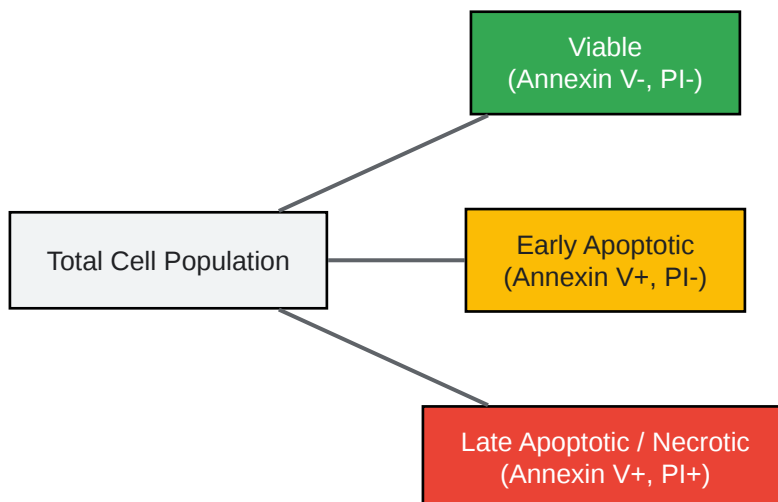 Viable
(Annexin V-, PI-)
Total Cell Population
Early Apoptotic
(Annexin V+, PI-)
Late Apoptotic / Necrotic
(Annexin V+, PI+)